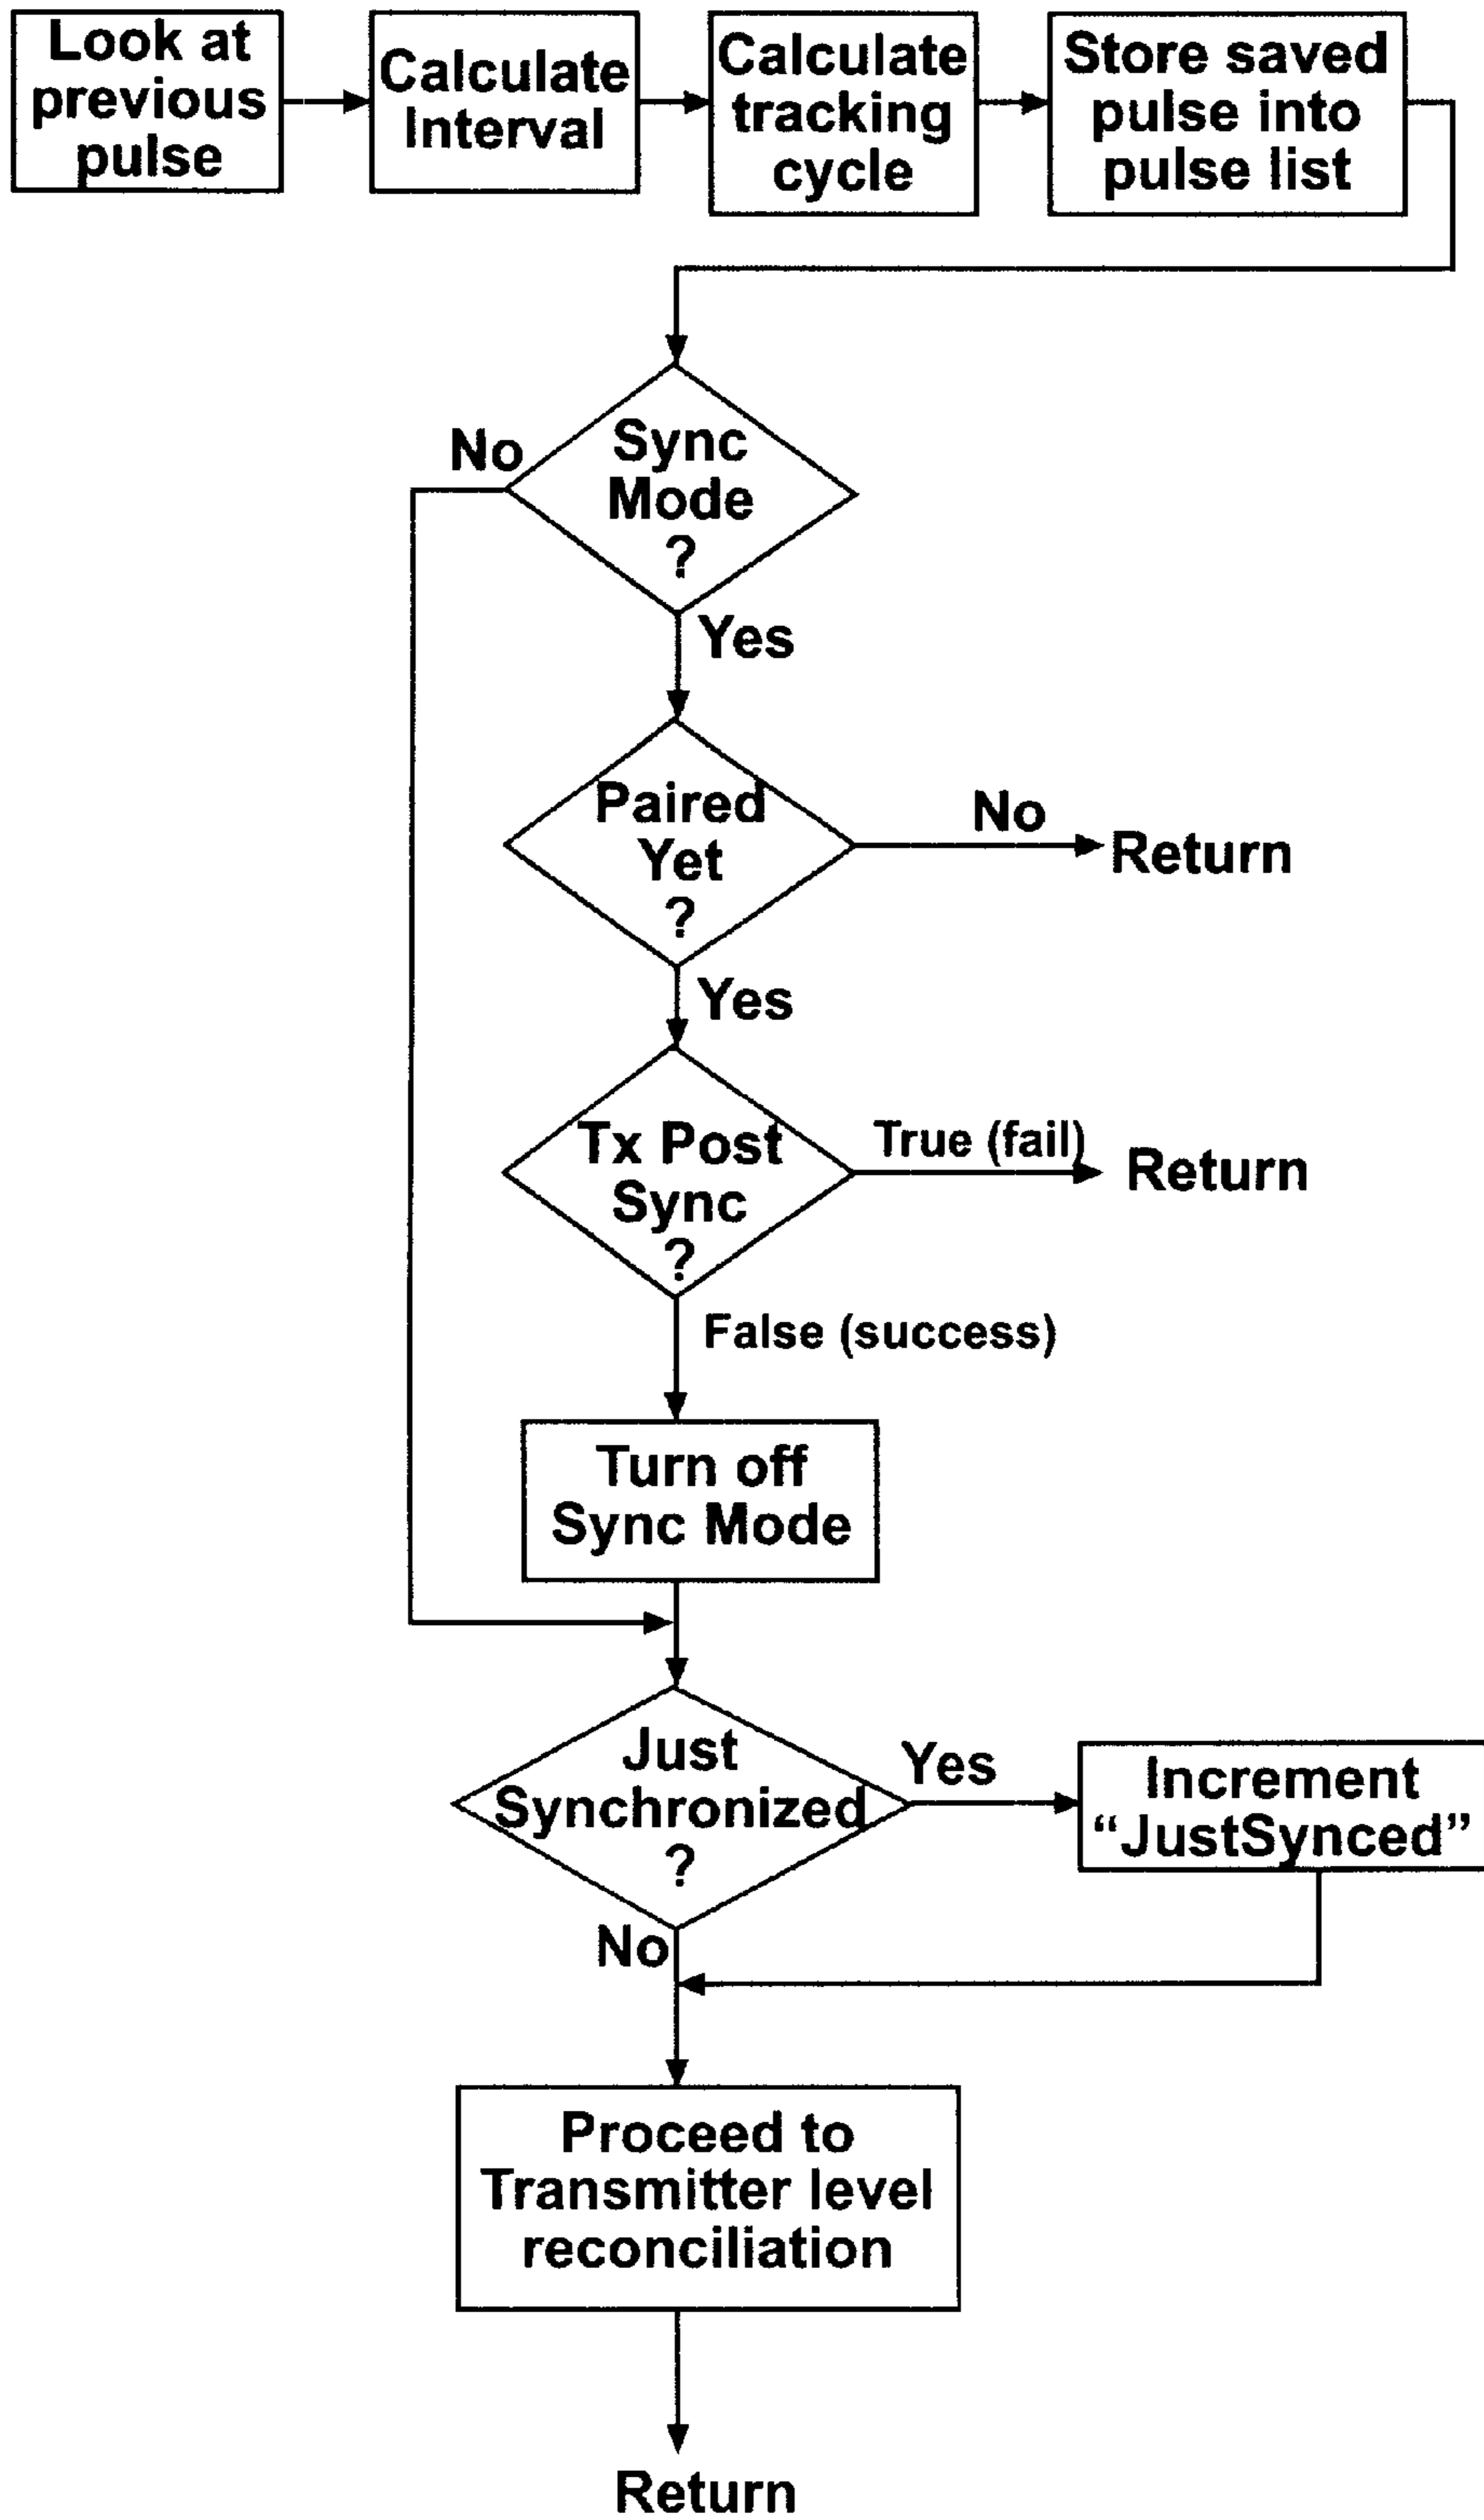 Look at
previous
pulse
Calculate
Interval
Calculate
tracking
cycle
Store saved
pulse into
pulse list
No
Sync
Mode
?
Yes
Paired
Yet
?
No
Return
Yes
Tx Post
Sync
?
True (fail)
Return
False (success)
Turn off
Sync Mode
Just
Synchronized
?
Yes
Increment
“JustSynced”
No
Proceed to
Transmitter level
reconciliation
Return